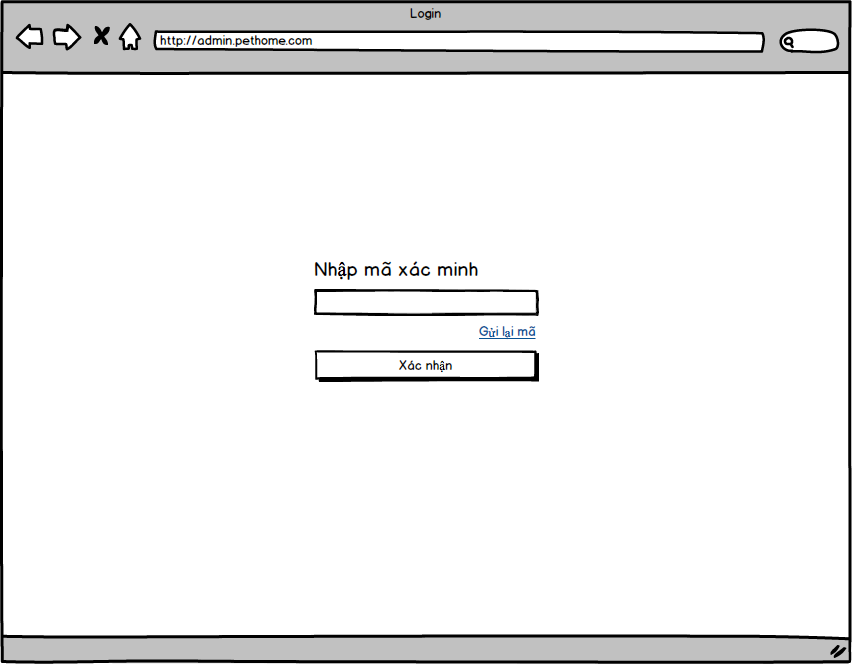 Login
http://admin.pethome.com
Nhập mã xác minh
Gửi lại mã
Xác nhận